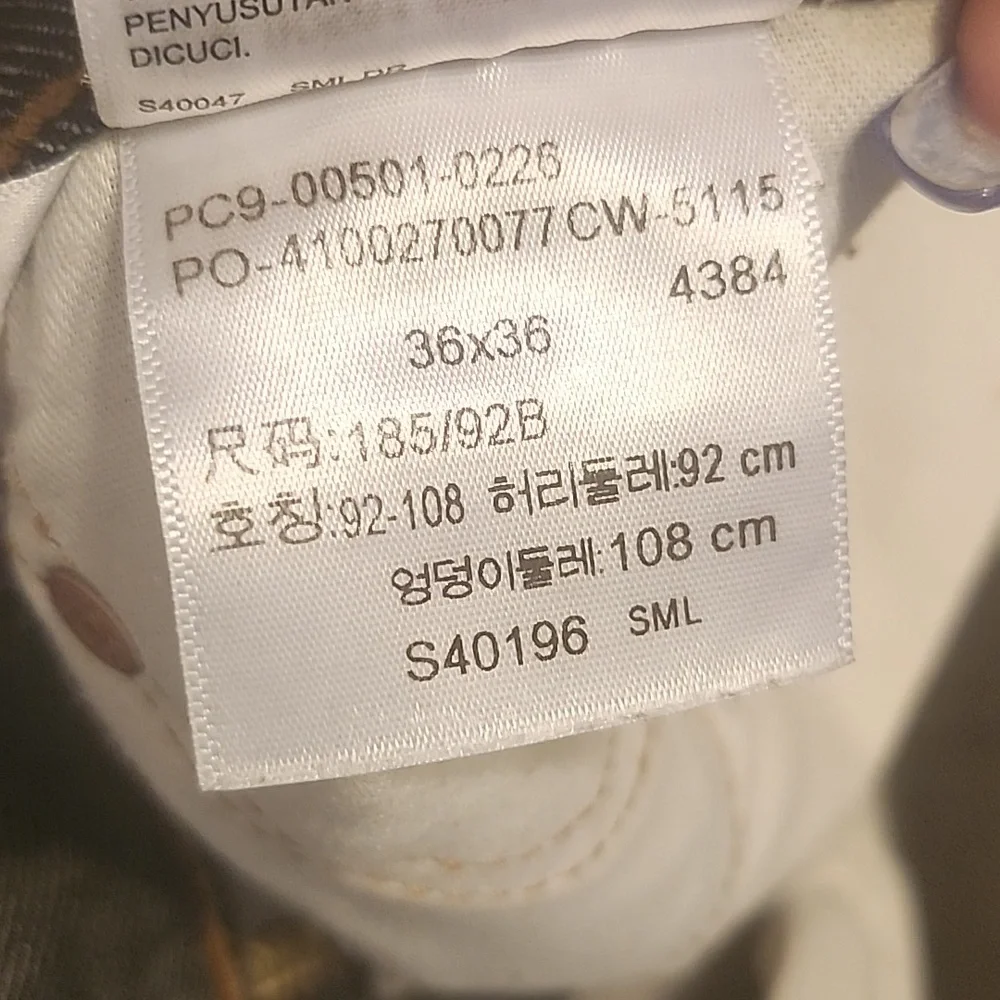 DICUCI.
S40047
PC9-00501-0226
PO-4100270077 CW-5115
4384
36x36
尺码:185/92B
호칭:92-108 허리둘레:92 cm
엉덩이둘레:108 cm
S40196 SML